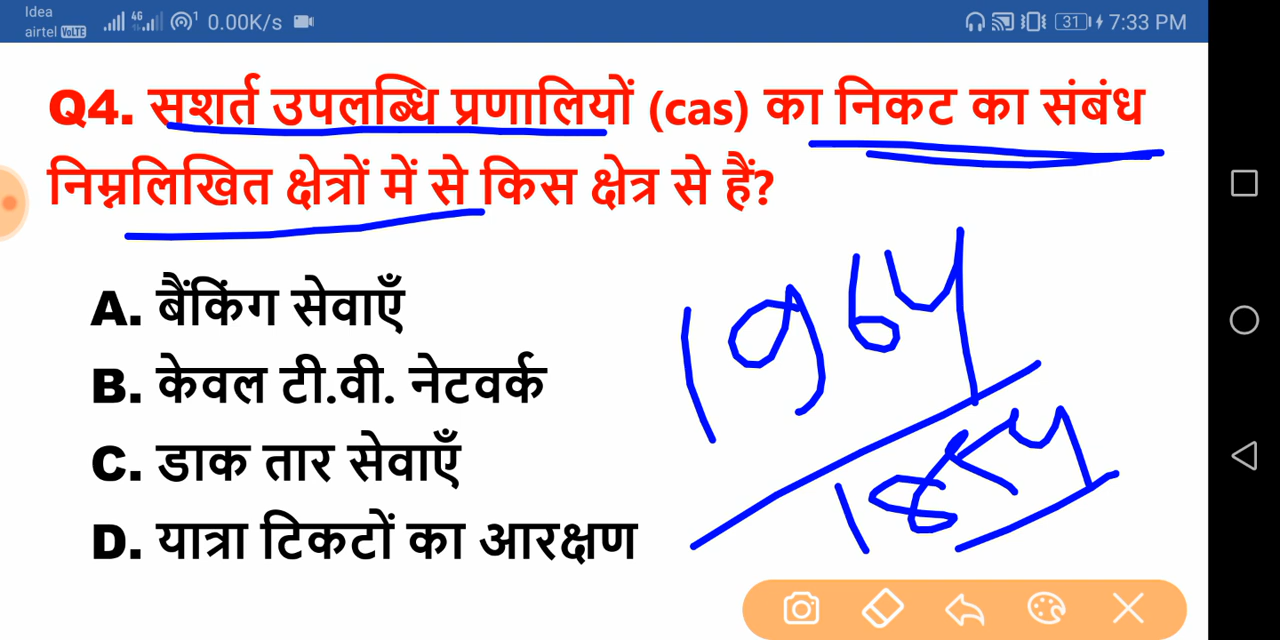 Idea
airtel VoLTE 4G 1 0.00K/s 31 7:33 PM
Q4. सशर्त उपलब्धि प्रणालियों (cas) का निकट का संबंध
निम्नलिखित क्षेत्रों में से किस क्षेत्र से हैं?
A. बैंकिंग सेवाएँ
B. केवल टी.वी. नेटवर्क
C. डाक तार सेवाएँ
D. यात्रा टिकटों का आरक्षण
1964